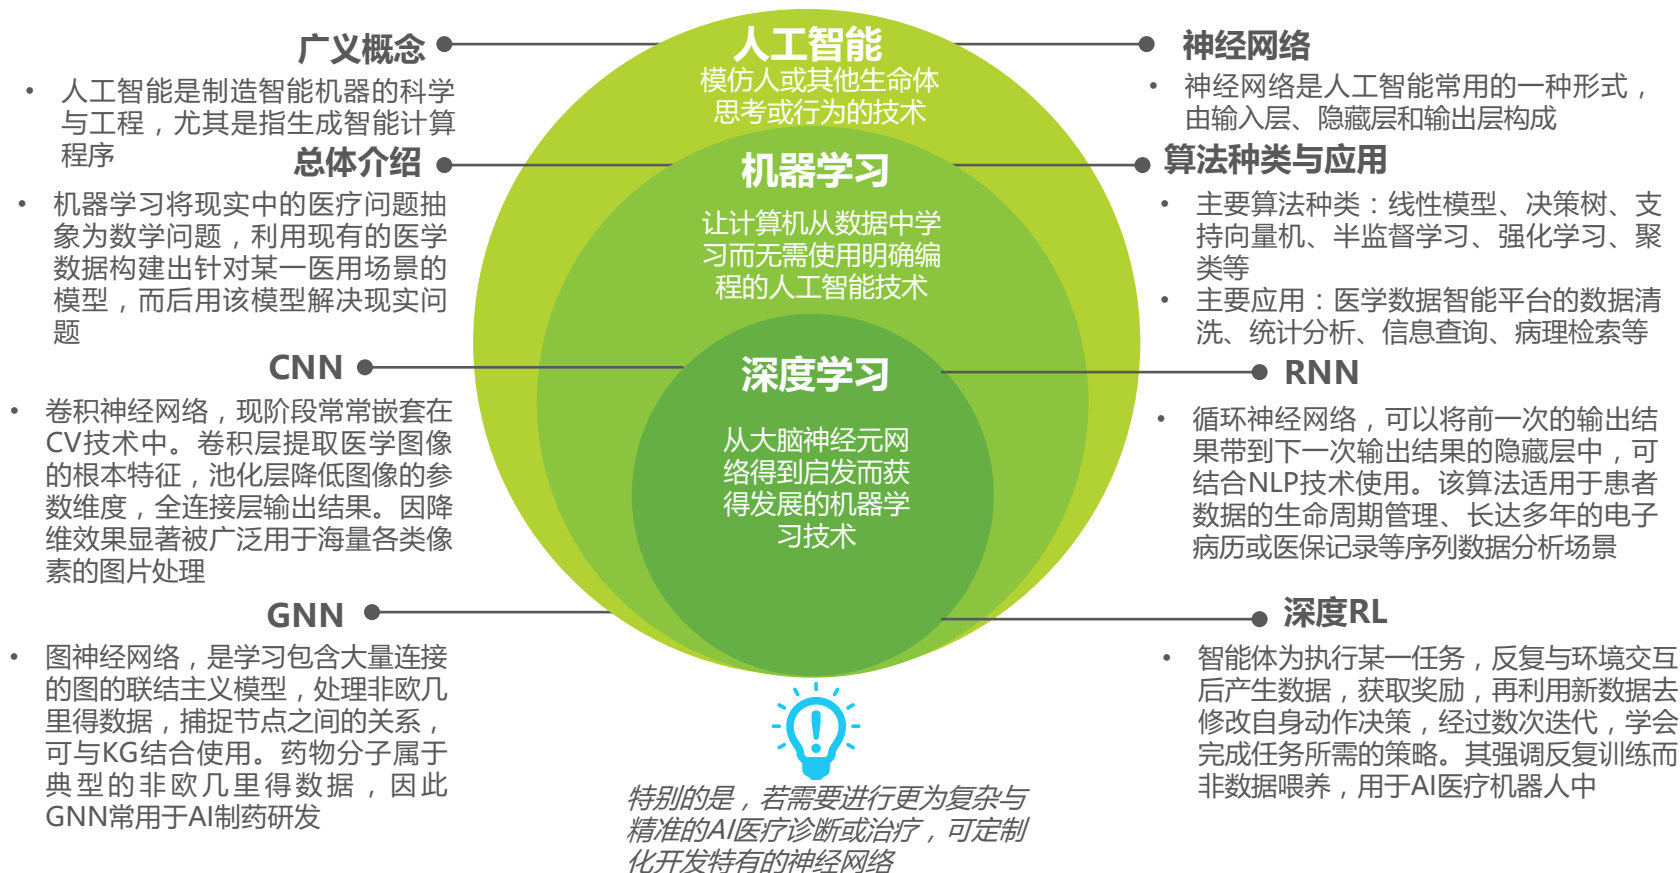 广义概念
• 人工智能是制造智能机器的科学
与工程，尤其是指生成智能计算
程序
总体介绍
• 机器学习将现实中的医疗问题抽
象为数学问题，利用现有的医学
数据构建出针对某一医用场景的
模型，而后用该模型解决现实问
题
CNN
• 卷积神经网络，现阶段常常嵌套在
CV技术中。卷积层提取医学图像
的根本特征，池化层降低图像的参
数维度，全连接层输出结果。因降
维效果显著被广泛用于海量各类像
素的图片处理
GNN
• 图神经网络，是学习包含大量连接
的图的联结主义模型，处理非欧几
里得数据，捕捉节点之间的关系，
可与KG结合使用。药物分子属于
典型的非欧几里得数据，因此
GNN常用于AI制药研发
人工智能
模仿人或其他生命体
思考或行为的技术
机器学习
让计算机从数据中学
习而无需使用明确编
程的人工智能技术
深度学习
从大脑神经元网
络得到启发而获
得发展的机器学
习技术
特别的是，若需要进行更为复杂与
精准的AI医疗诊断或治疗，可定制
化开发特有的神经网络
神经网络
• 神经网络是人工智能常用的一种形式，
由输入层、隐藏层和输出层构成
算法种类与应用
• 主要算法种类：线性模型、决策树、支
持向量机、半监督学习、强化学习、聚
类等
• 主要应用：医学数据智能平台的数据清
洗、统计分析、信息查询、病理检索等
RNN
• 循环神经网络，可以将前一次的输出结
果带到下一次输出结果的隐藏层中，可
结合NLP技术使用。该算法适用于患者
数据的生命周期管理、长达多年的电子
病历或医保记录等序列数据分析场景
深度RL
• 智能体为执行某一任务，反复与环境交互
后产生数据，获取奖励，再利用新数据去
修改自身动作决策，经过数次迭代，学会
完成任务所需的策略。其强调反复训练而
非数据喂养，用于AI医疗机器人中